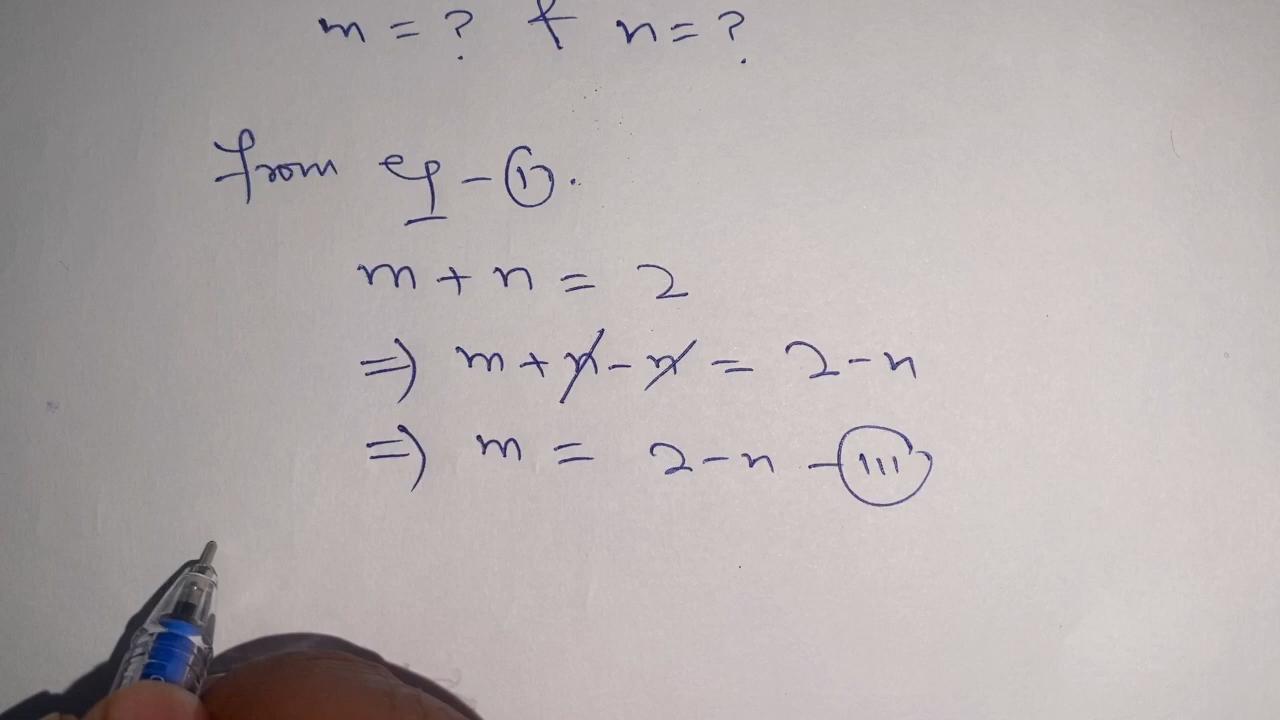 m = ? & n = ?
from eq - (i).
m + n = 2
=> m + n - n = 2 - n
=> m = 2 - n - (iii)